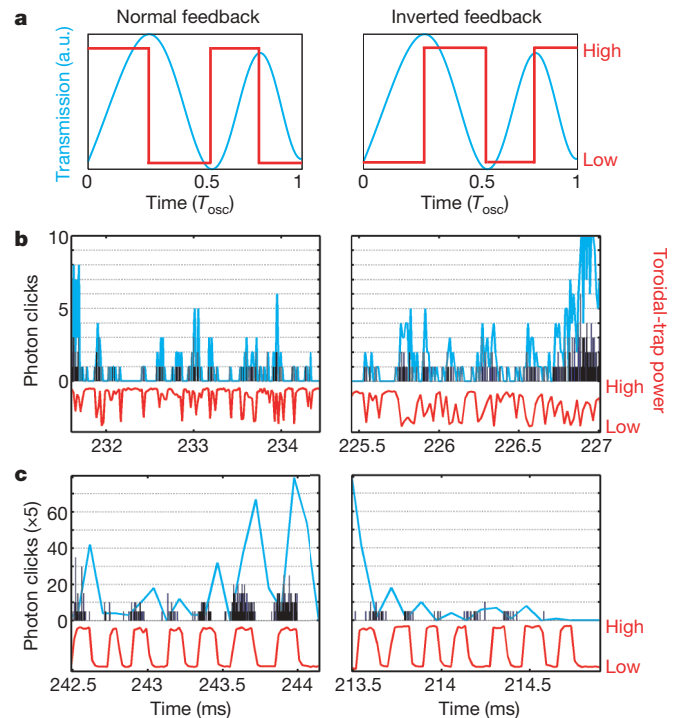 a
Normal feedback
Inverted feedback
Transmission (a.u.)
High
Low
0
0.5
1
0
0.5
1
Time (Tosc)
Time (Tosc)
b
Photon clicks
10
5
0
High
Low
Toroidal-trap power
232
233
234
225.5
226
226.5
227
c
Photon clicks (×5)
60
40
20
0
High
Low
242.5
243
243.5
244
213.5
214
214.5
Time (ms)
Time (ms)